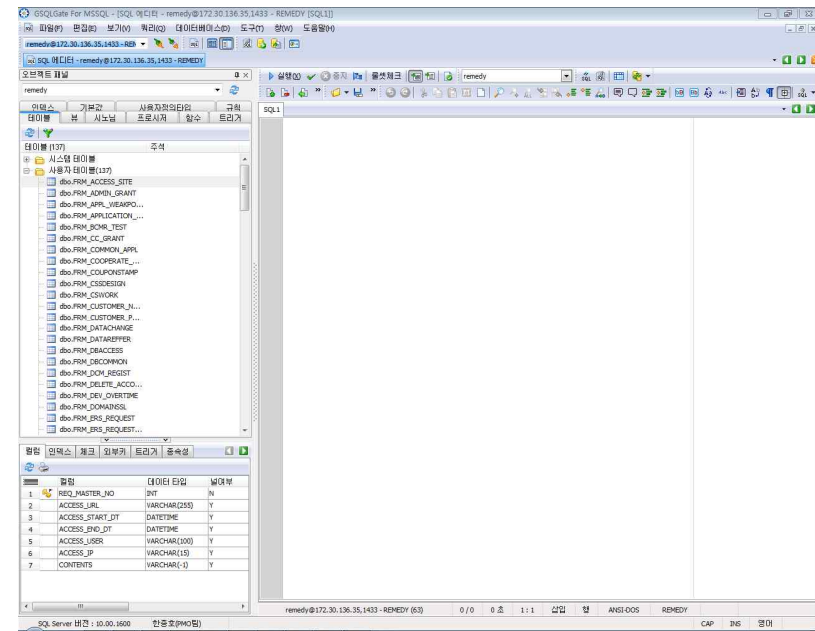 GSQLGate For MSSQL - [SQL 에디터 - remedy@172.30.136.35,1433 - REMEDY [SQL1]]
파일(F) 편집(E) 보기(V) 쿼리(Q) 데이터베이스(D) 도구(T) 창(W) 도움말(H)
remedy@172.30.136.35,1433 - REM
SQL 에디터 - remedy@172.30.136.35,1433 - REMEDY
오브젝트 패널
실행(X) 중지 룰셋체크 remedy
remedy
인덱스 기본값 사용자정의타입 규칙
테이블 뷰 시노님 프로시저 함수 트리거
SQL1
테이블 (137) 주석
시스템 테이블
사용자 테이블(137)
dbo.FRM_ACCESS_SITE
dbo.FRM_ADMIN_GRANT
dbo.FRM_APPL_WEAKPO...
dbo.FRM_APPLICATION_...
dbo.FRM_BCMR_TEST
dbo.FRM_CC_GRANT
dbo.FRM_COMMON_APPL
dbo.FRM_COOPERATE_...
dbo.FRM_COUPONSTAMP
dbo.FRM_CSSDESIGN
dbo.FRM_CSWORK
dbo.FRM_CUSTOMER_N...
dbo.FRM_CUSTOMER_P...
dbo.FRM_DATACHANGE
dbo.FRM_DATAREFFER
dbo.FRM_DBACCESS
dbo.FRM_DBCOMMON
dbo.FRM_DCM_REGIST
dbo.FRM_DELETE_ACCO...
dbo.FRM_DEV_OVERTIME
dbo.FRM_DOMAINSSL
dbo.FRM_ERS_REQUEST
dbo.FRM_ERS_REQUEST...
컬럼 인덱스 체크 외부키 트리거 종속성
컬럼 데이터 타입 널여부
1 REQ_MASTER_NO INT N
2 ACCESS_URL VARCHAR(255) Y
3 ACCESS_START_DT DATETIME Y
4 ACCESS_END_DT DATETIME Y
5 ACCESS_USER VARCHAR(100) Y
6 ACCESS_IP VARCHAR(15) Y
7 CONTENTS VARCHAR(-1) Y
remedy@172.30.136.35,1433 - REMEDY (63) 0 / 0 0 초 1 : 1 삽입 행 ANSI-DOS REMEDY
SQL Server 버전 : 10.00.1600 한종호(PMO팀) CAP INS 영어